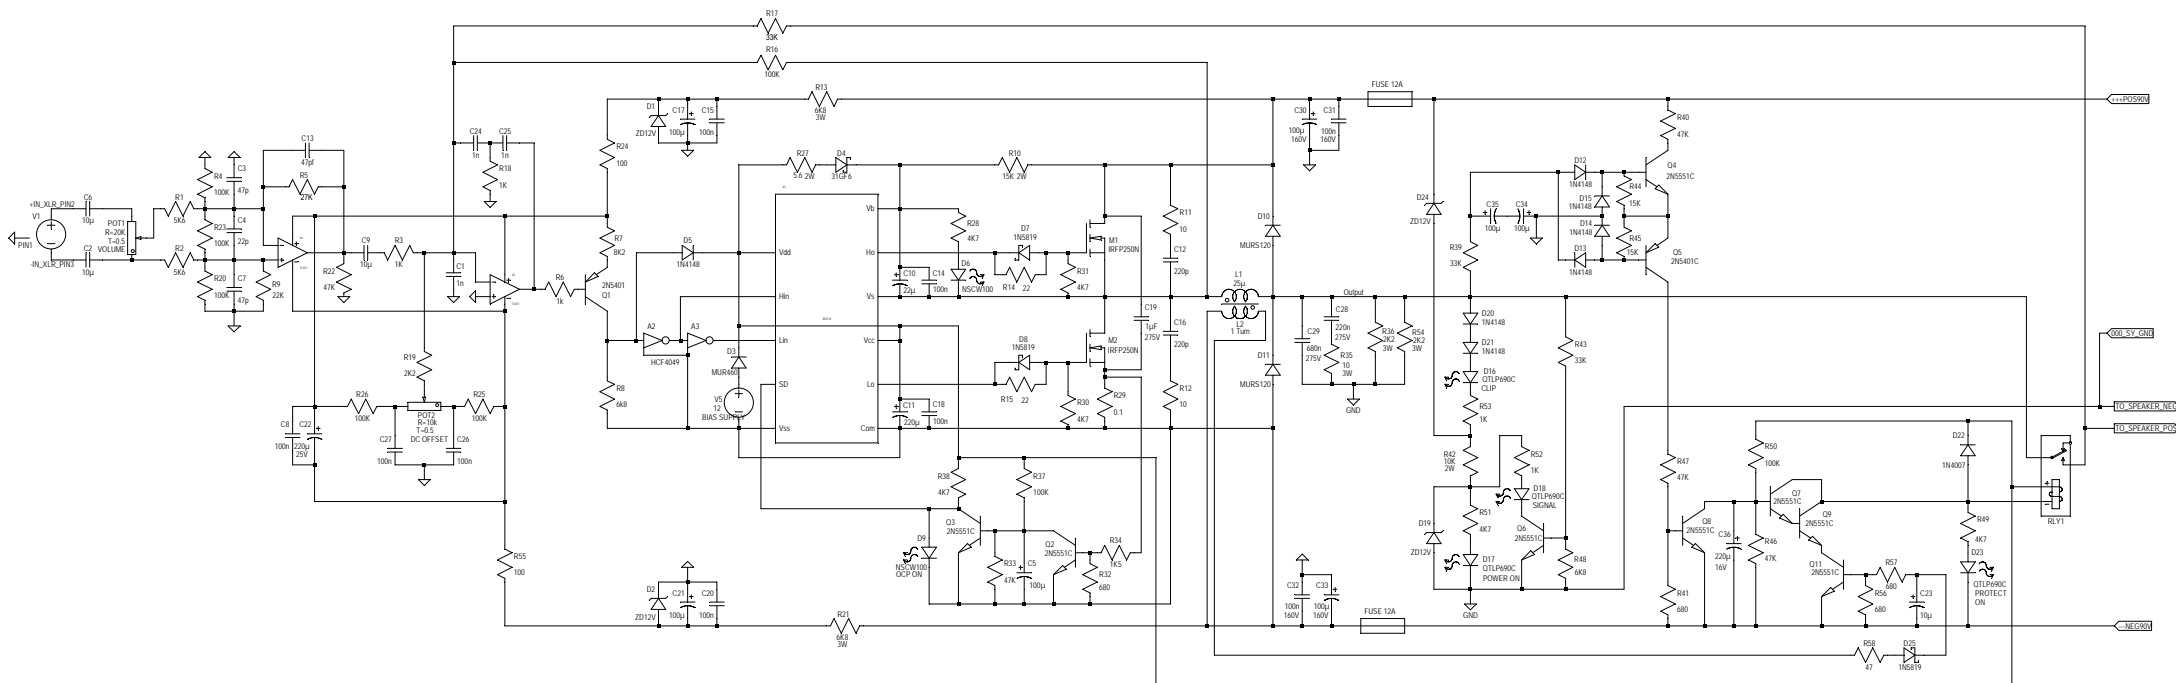 R17
33K
R16
100K
R13
6K8
3W
FUSE 12A
D1
ZD12V
C17
100µ
C15
100n
C30
100µ
160V
C31
100n
160V
+++POS90V
R40
47K
C13
47pf
R5
27K
C24
1n
C25
1n
R18
1K
R24
100
R27
5.6 2W
D4
31GF6
R10
15K 2W
D12
1N4148
Q4
2N5551C
D15
1N4148
R44
15K
D14
1N4148
R45
15K
D13
1N4148
Q5
2N5401C
C35
100µ
C34
100µ
D24
ZD12V
R39
33K
R4
100K
C3
47p
+IN_XLR_PIN2
V1
PIN1
-IN_XLR_PIN3
C6
10µ
C2
10µ
POT1
R=20K
T=0.5
VOLUME
R1
5K6
R2
5K6
R23
100K
C4
22p
R20
100K
C7
47p
R9
22K
R22
47K
C9
10µ
R3
1K
C1
1n
R6
1k
R7
8K2
2N5401
Q1
D5
1N4148
Vdd
Hin
Lin
SD
Vss
Vb
Ho
Vs
Vcc
Lo
Com
R28
4K7
D6
NSCW100
C10
22µ
C14
100n
D7
1N5819
R14
22
R31
4K7
M1
IRFP250N
R11
10
C12
220p
D10
MURS120
L1
25µ
L2
1 Turn
Output
C19
1µF
275V
C16
220p
D11
MURS120
C29
680n
275V
C28
220n
275V
R35
10
3W
R36
2K2
3W
R54
2K2
3W
GND
D20
1N4148
D21
1N4148
D16
QTLP690C
CLIP
R53
1K
R43
33K
000_SY_GND
TO_SPEAKER_NEG
TO_SPEAKER_POS
A2
A3
HCF4049
D3
MUR460
V5
12
BIAS SUPPLY
R8
6k8
D8
1N5819
R15
22
M2
IRFP250N
R30
4K7
R29
0.1
R12
10
C11
220µ
C18
100n
R19
2K2
R26
100K
POT2
R=10k
T=0.5
DC OFFSET
R25
100K
C8
100n
C22
220µ
25V
C27
100n
C26
100n
R38
4K7
R37
100K
Q3
2N5551C
D9
NSCW100
OCP ON
R33
47K
C5
100µ
Q2
2N5551C
R34
1K5
R32
680
R42
10K
2W
R52
1K
D18
QTLP690C
SIGNAL
R51
4K7
D19
ZD12V
D17
QTLP690C
POWER ON
Q6
2N5551C
R48
6K8
GND
R47
47K
R50
100K
Q8
2N5551C
Q7
2N5551C
Q9
2N5551C
C36
220µ
16V
R46
47K
Q11
2N5551C
R41
680
R57
680
R56
680
C23
10µ
D22
1N4007
R49
4K7
D23
QTLP690C
PROTECT
ON
RLY1
R55
100
D2
ZD12V
C21
100µ
C20
100n
R21
6K8
3W
C32
100n
160V
C33
100µ
160V
FUSE 12A
---NEG90V
R58
47
D25
1N5819